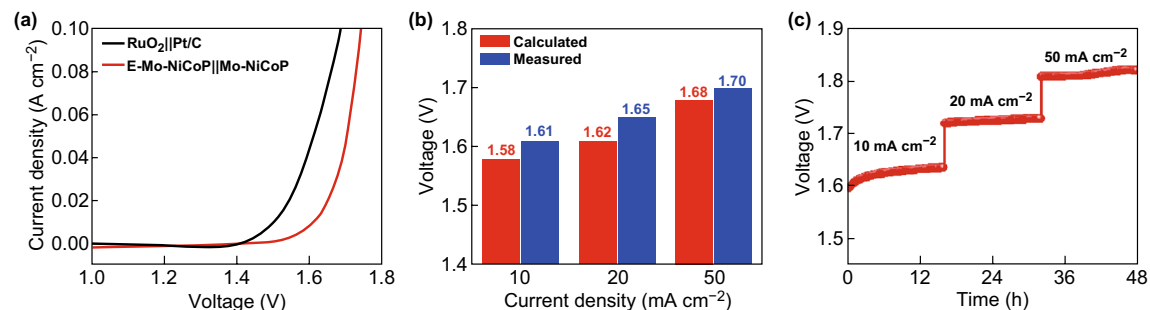 (a)
Current density (A cm−2)
0.10
0.08
0.06
0.04
0.02
0.00
RuO2||Pt/C
E-Mo-NiCoP||Mo-NiCoP
1.0 1.2 1.4 1.6 1.8
Voltage (V)
(b)
Voltage (V)
1.8
1.7
1.6
1.5
1.4
Calculated
Measured
1.58 1.61 1.62 1.65 1.68 1.70
10 20 50
Current density (mA cm−2)
(c)
Voltage (V)
1.9
1.8
1.7
1.6
1.5
50 mA cm−2
20 mA cm−2
10 mA cm−2
0 12 24 36 48
Time (h)